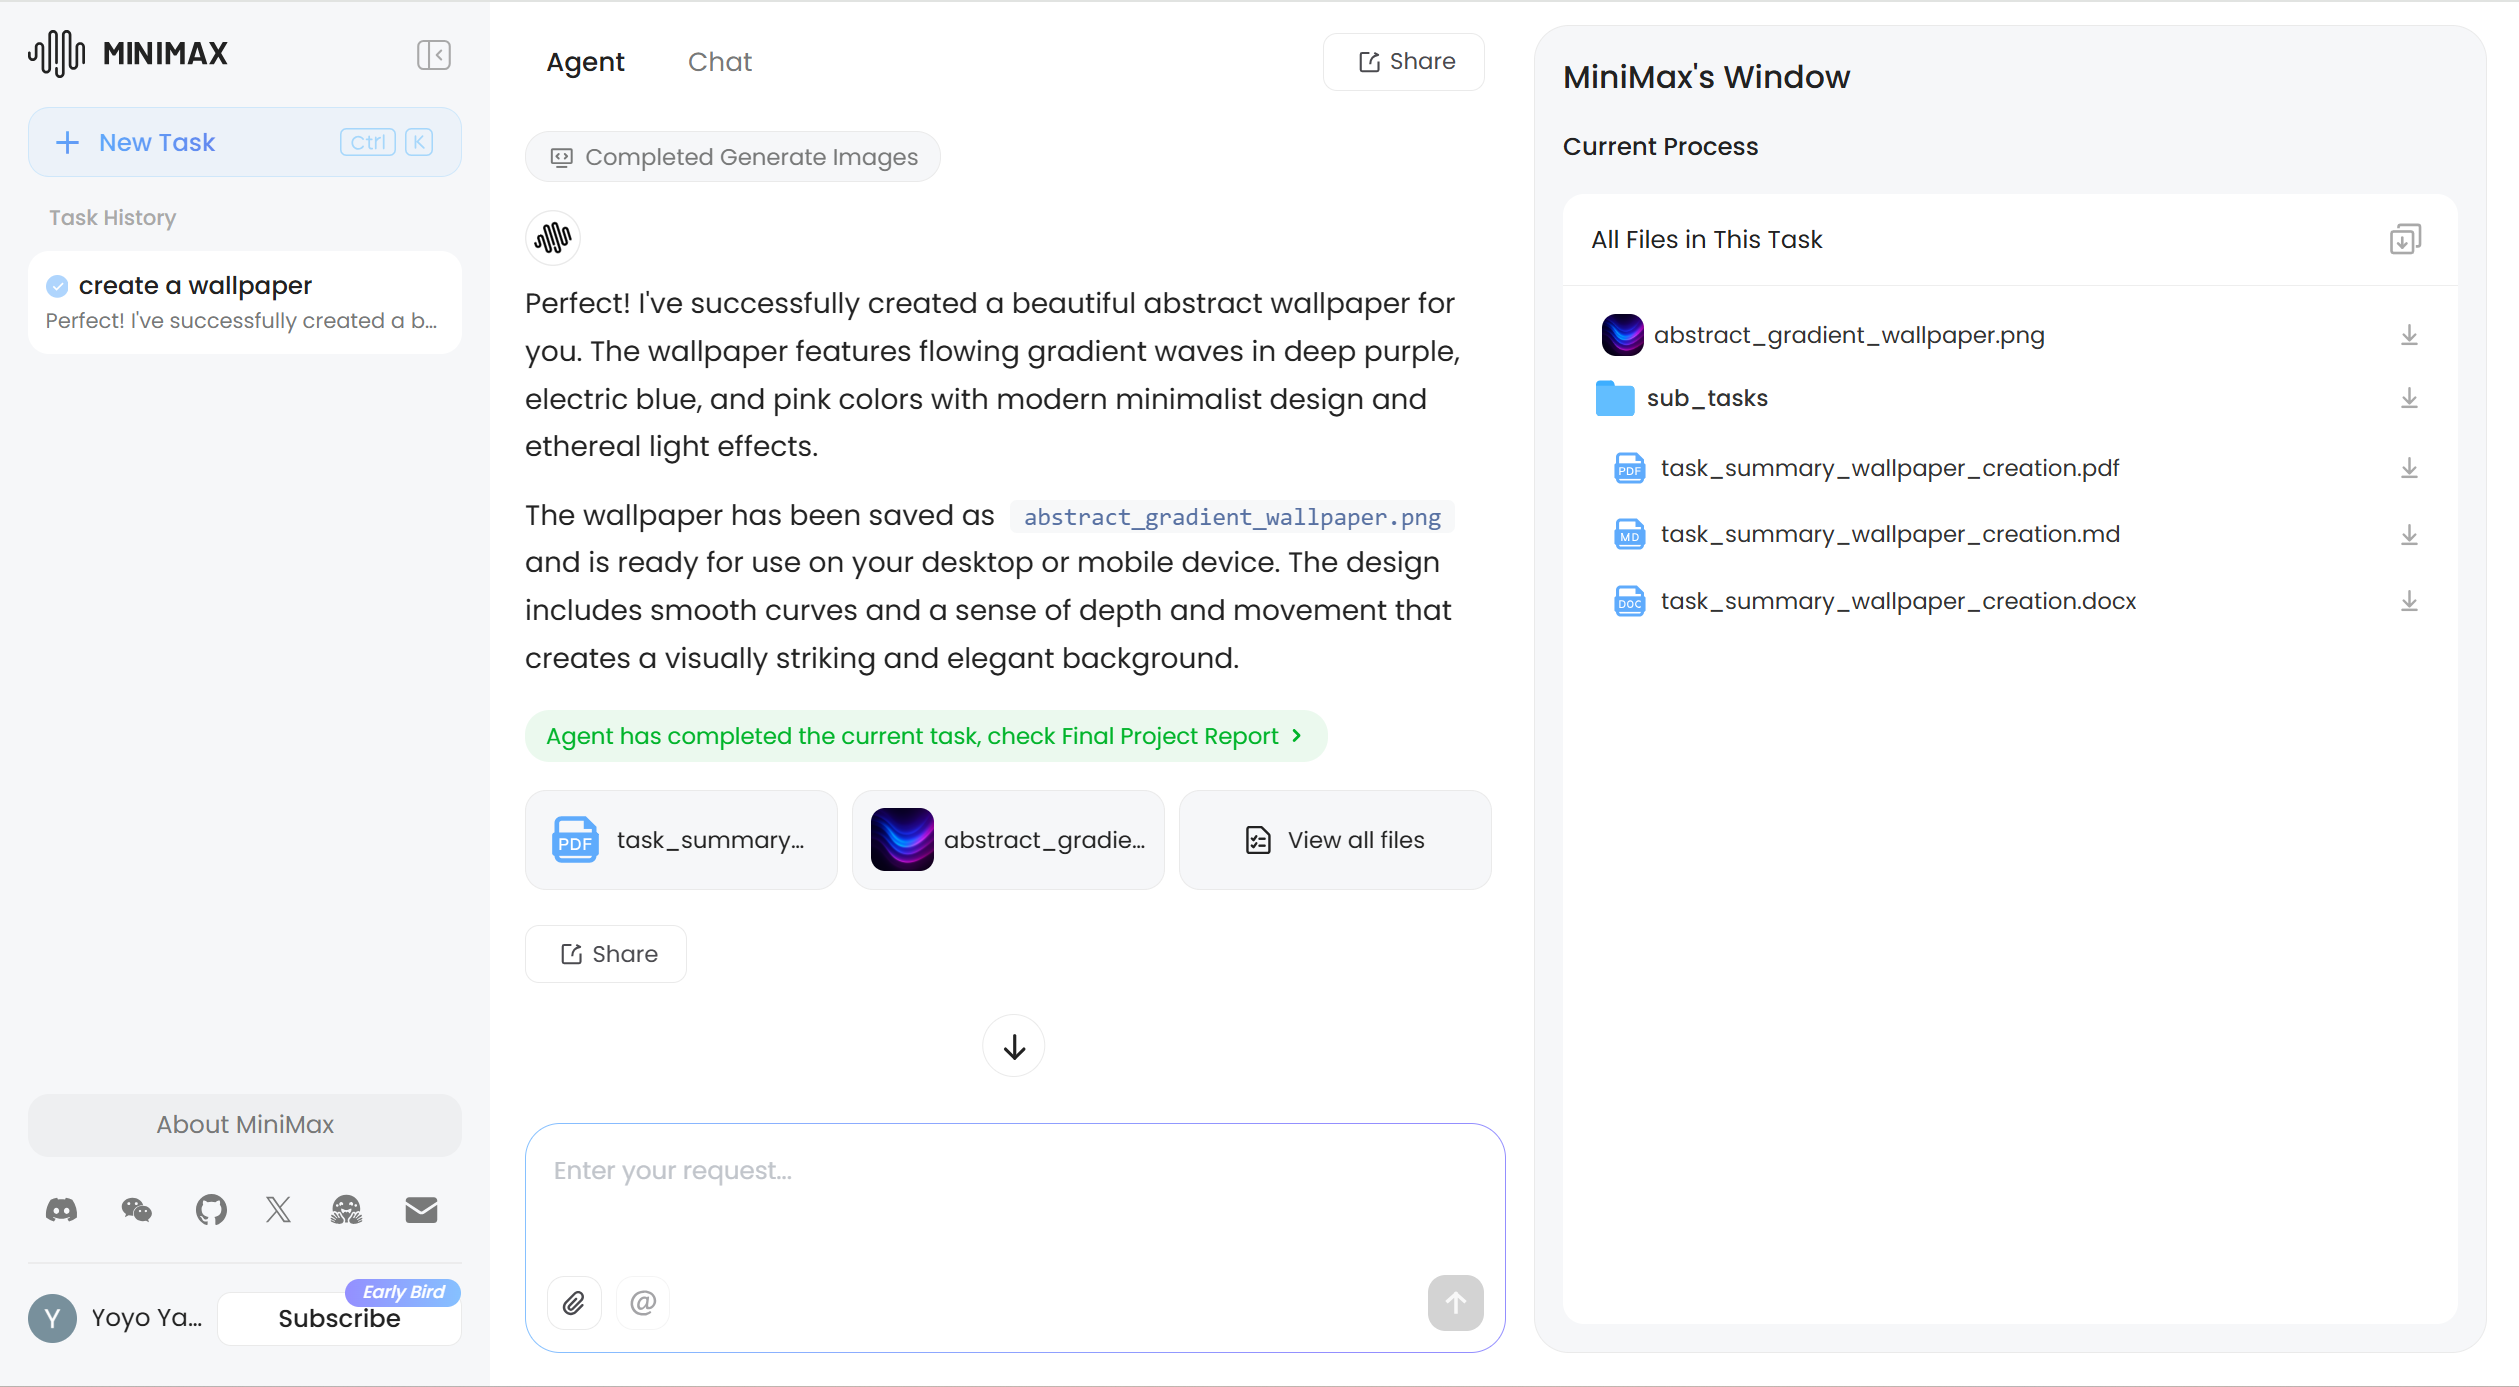 MINIMAX
New Task Ctrl K
Task History
create a wallpaper
Perfect! I've successfully created a b...
About MiniMax
Y Yoyo Ya...
Early Bird
Subscribe
Agent Chat
Share
Completed Generate Images
Perfect! I've successfully created a beautiful abstract wallpaper for
you. The wallpaper features flowing gradient waves in deep purple,
electric blue, and pink colors with modern minimalist design and
ethereal light effects.
The wallpaper has been saved as abstract_gradient_wallpaper.png
and is ready for use on your desktop or mobile device. The design
includes smooth curves and a sense of depth and movement that
creates a visually striking and elegant background.
Agent has completed the current task, check Final Project Report
PDF task_summary...
abstract_gradie...
View all files
Share
Enter your request...
@
MiniMax's Window
Current Process
All Files in This Task
abstract_gradient_wallpaper.png
sub_tasks
PDF task_summary_wallpaper_creation.pdf
MD task_summary_wallpaper_creation.md
DOC task_summary_wallpaper_creation.docx